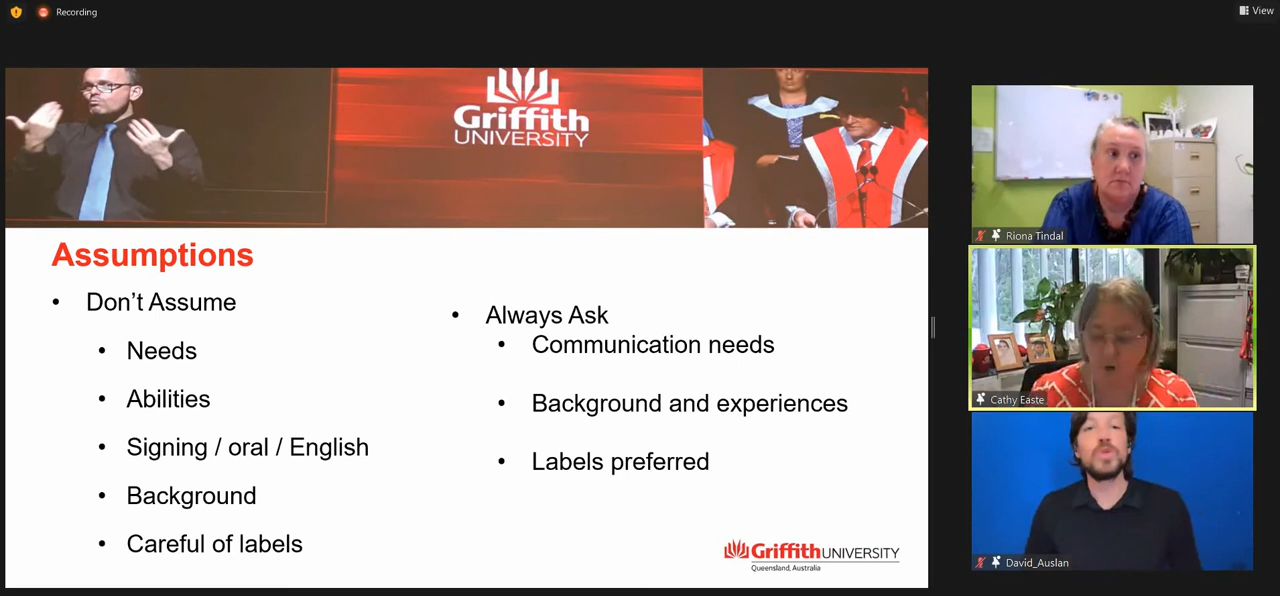 Recording
View
Griffith
UNIVERSITY
Assumptions
• Don’t Assume
• Needs
• Abilities
• Signing / oral / English
• Background
• Careful of labels
• Always Ask
• Communication needs
• Background and experiences
• Labels preferred
Griffith UNIVERSITY
Queensland, Australia
Riona Tindal
Cathy Easte
David_Auslan